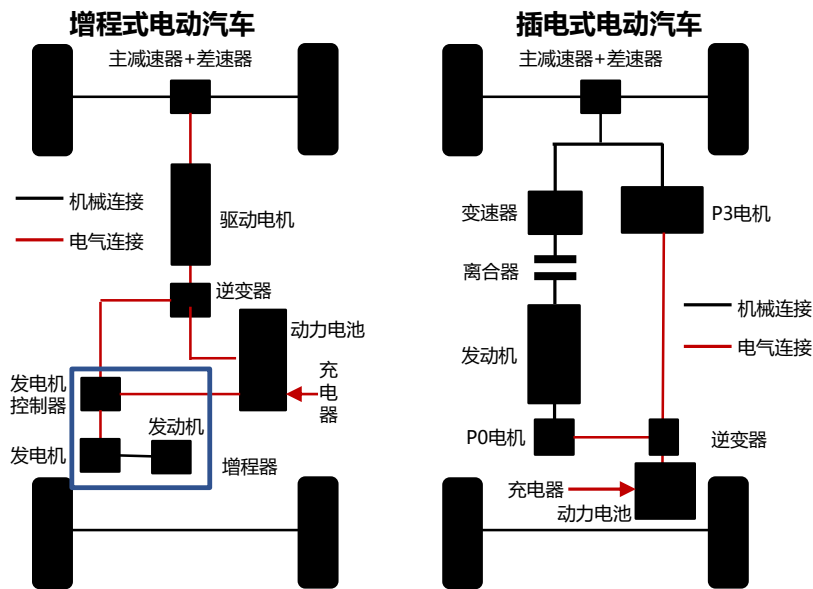 增程式电动汽车
主减速器+差速器
机械连接
电气连接
驱动电机
逆变器
动力电池
充
电
器
发电机
控制器
发动机
发电机
增程器
插电式电动汽车
主减速器+差速器
变速器
P3电机
离合器
机械连接
电气连接
发动机
P0电机
逆变器
充电器
动力电池